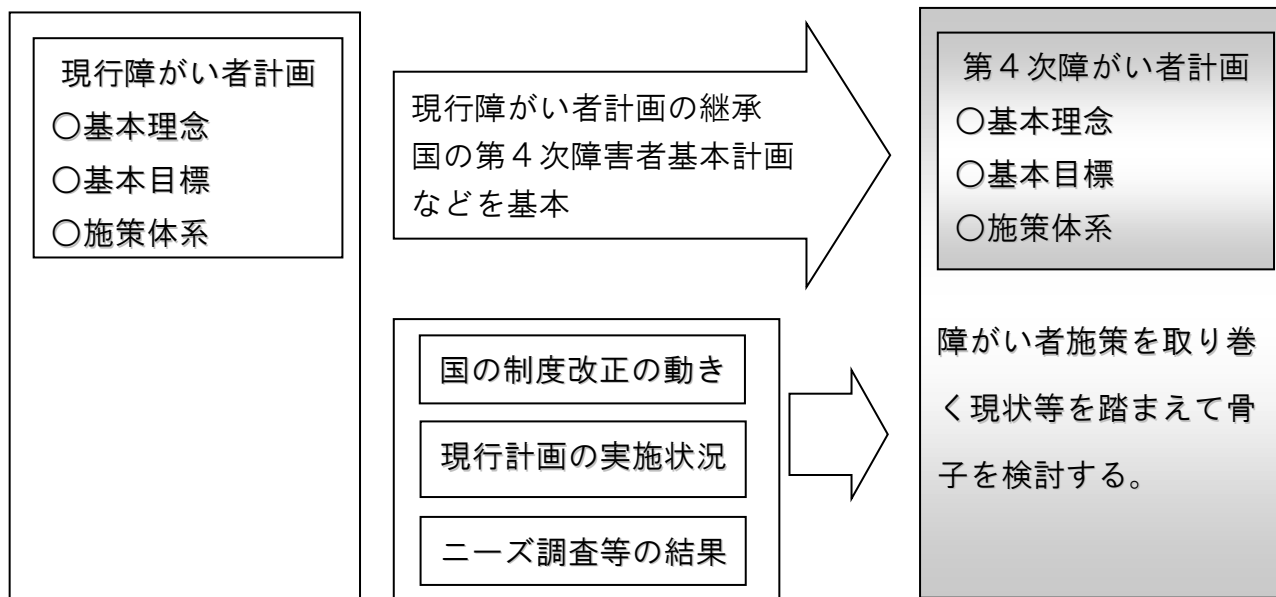 現行障がい者計画
○基本理念
○基本目標
○施策体系
現行障がい者計画の継承
国の第４次障害者基本計画
などを基本
国の制度改正の動き
現行計画の実施状況
ニーズ調査等の結果
第４次障がい者計画
○基本理念
○基本目標
○施策体系
障がい者施策を取り巻
く現状等を踏まえて骨
子を検討する。